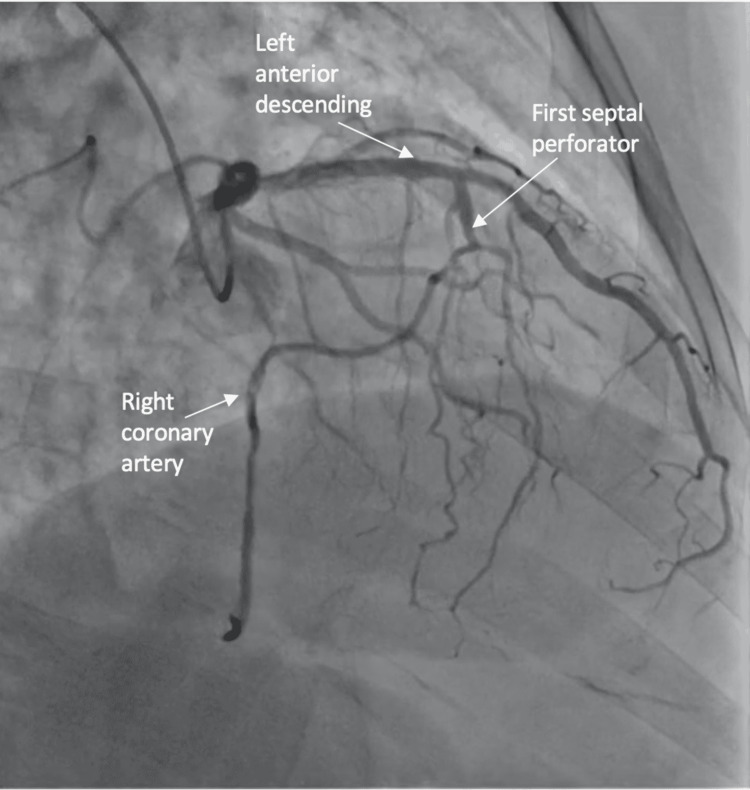 Left
anterior
descending
First septal
perforator
Right
coronary
artery